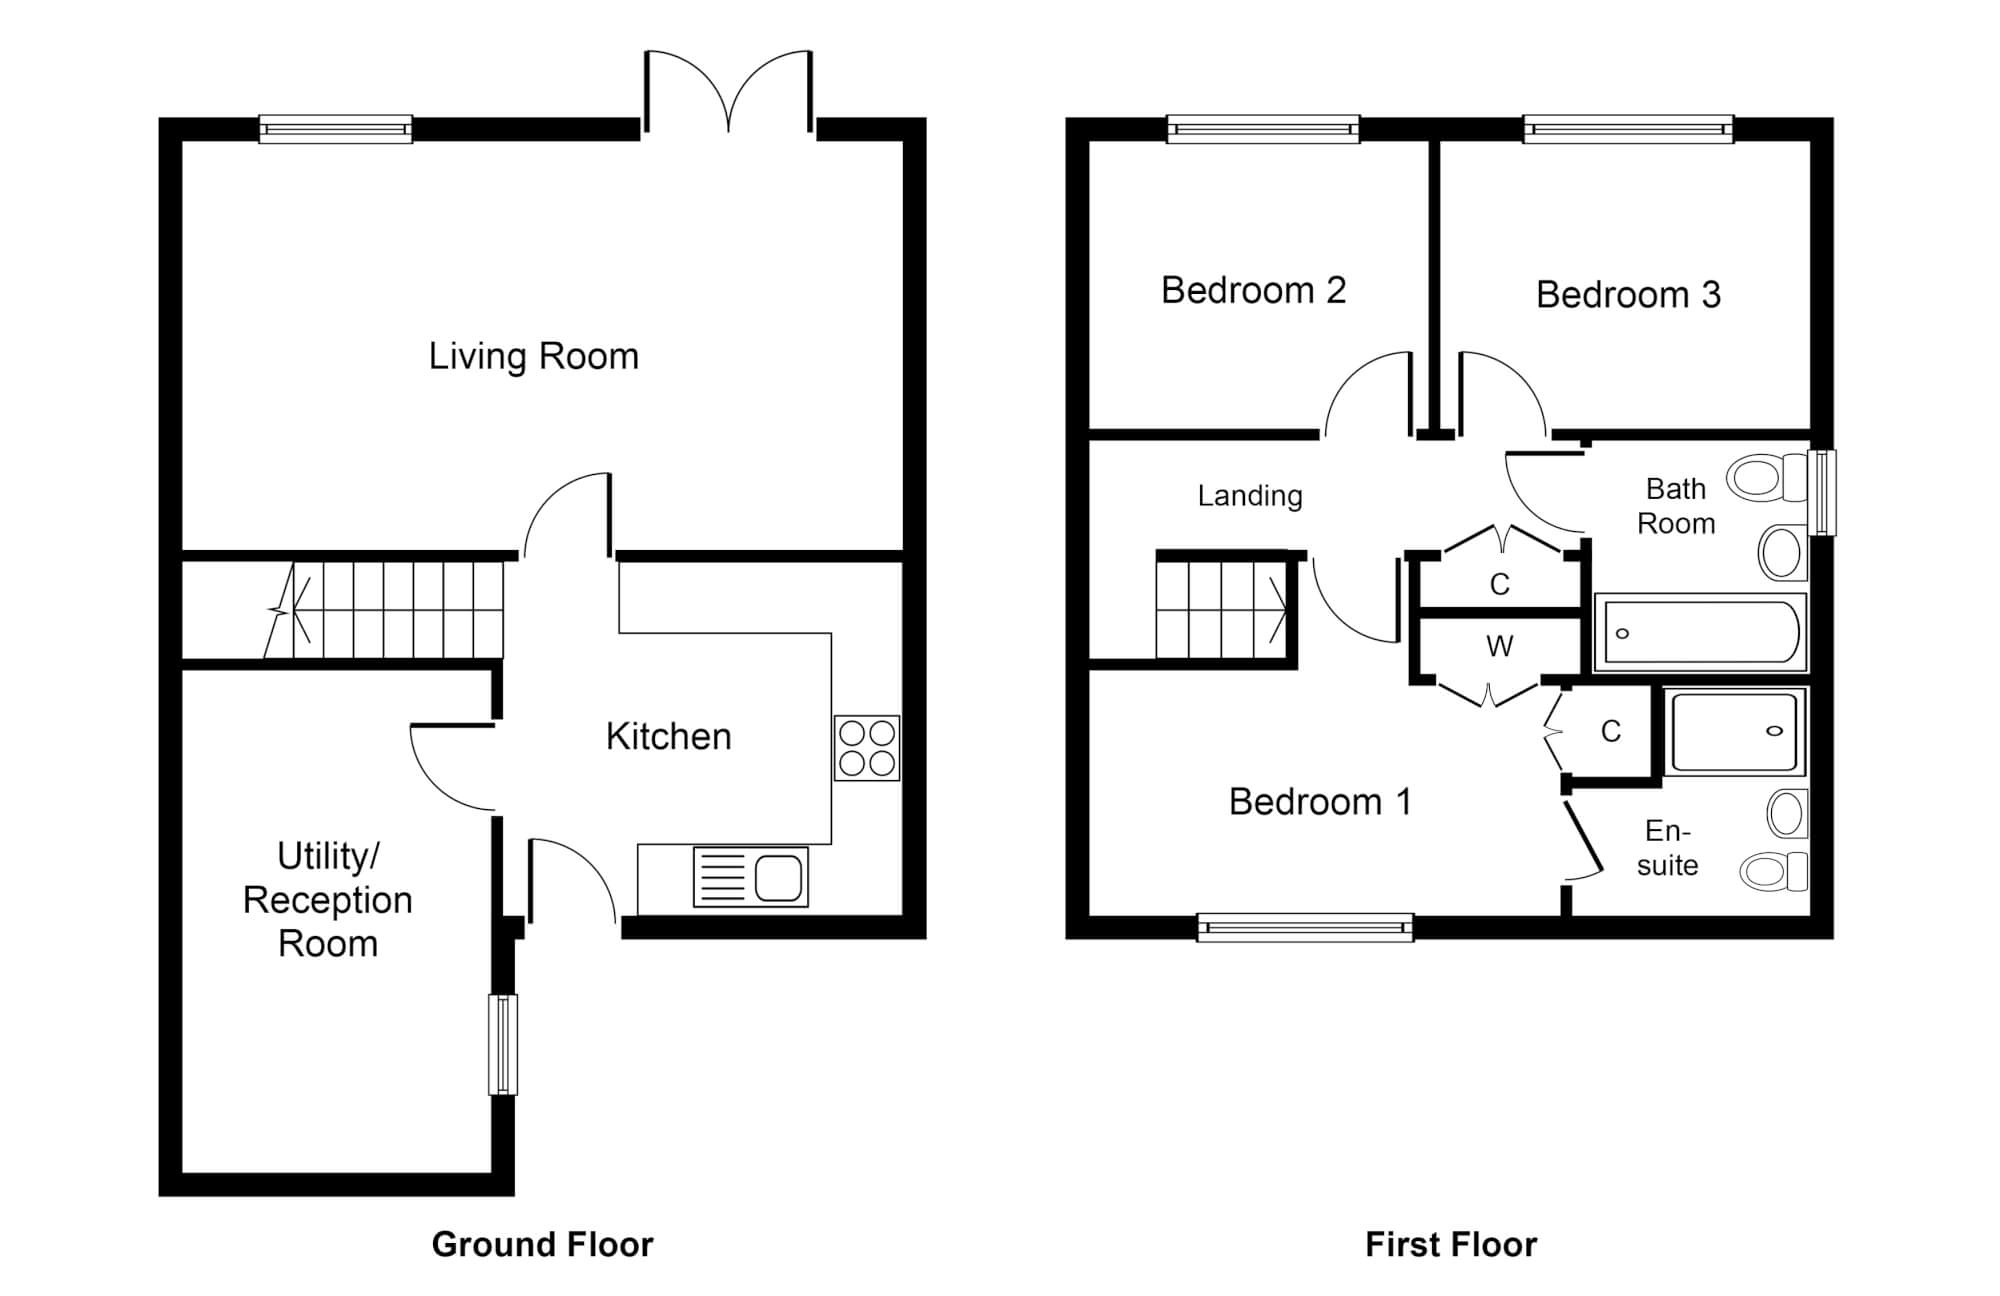 Living Room
Kitchen
Utility/
Reception
Room
Ground Floor
Bedroom 2
Bedroom 3
Landing
Bath
Room
C
W
C
Bedroom 1
En-
suite
First Floor